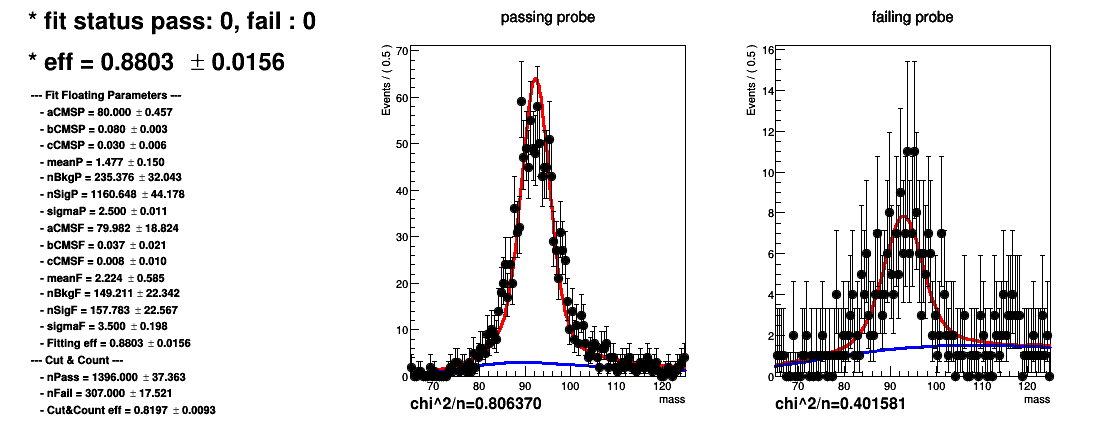 * fit status pass: 0, fail : 0
* eff = 0.8803 ± 0.0156
--- Fit Floating Parameters ---
- aCMSP = 80.000 ± 0.457
- bCMSP = 0.080 ± 0.003
- cCMSP = 0.030 ± 0.006
- meanP = 1.477 ± 0.150
- nBkgP = 235.376 ± 32.043
- nSigP = 1160.648 ± 44.178
- sigmaP = 2.500 ± 0.011
- aCMSF = 79.982 ± 18.824
- bCMSF = 0.037 ± 0.021
- cCMSF = 0.008 ± 0.010
- meanF = 2.224 ± 0.585
- nBkgF = 149.211 ± 22.342
- nSigF = 157.783 ± 22.567
- sigmaF = 3.500 ± 0.198
- Fitting eff = 0.8803 ± 0.0156
--- Cut & Count ---
- nPass = 1396.000 ± 37.363
- nFail = 307.000 ± 17.521
- Cut&Count eff = 0.8197 ± 0.0093
passing probe
Events / ( 0.5 )
70
60
50
40
30
20
10
0
70 80 90 100 110 120
mass
chi^2/n=0.806370
failing probe
Events / ( 0.5 )
16
14
12
10
8
6
4
2
0
70 80 90 100 110 120
mass
chi^2/n=0.401581